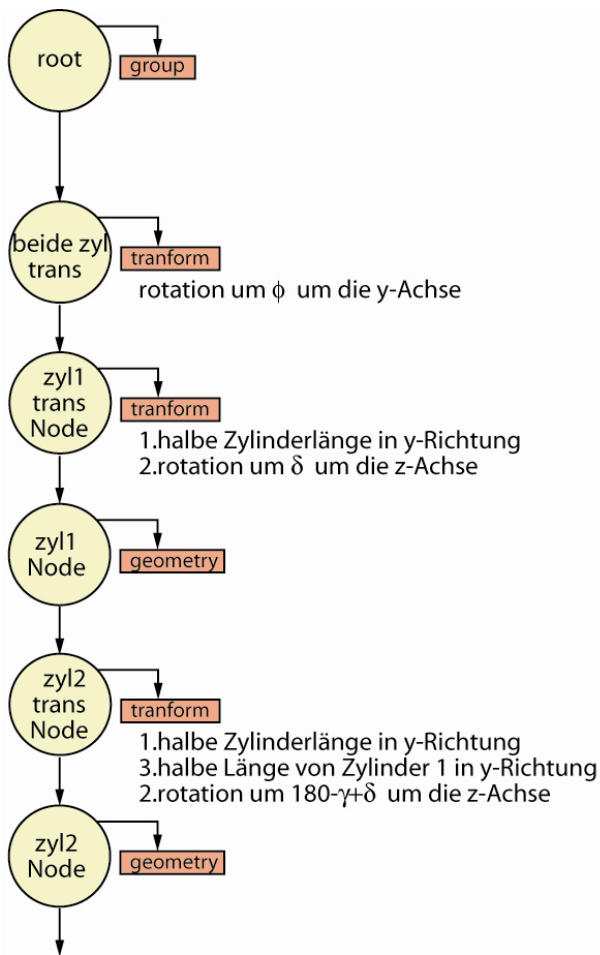 root
group
beide zyl
trans
tranform
rotation um ϕ um die y-Achse
zyl1
trans
Node
tranform
1.halbe Zylinderlänge in y-Richtung
2.rotation um δ um die z-Achse
zyl1
Node
geometry
zyl2
trans
Node
tranform
1.halbe Zylinderlänge in y-Richtung
3.halbe Länge von Zylinder 1 in y-Richtung
2.rotation um 180-γ+δ um die z-Achse
zyl2
Node
geometry